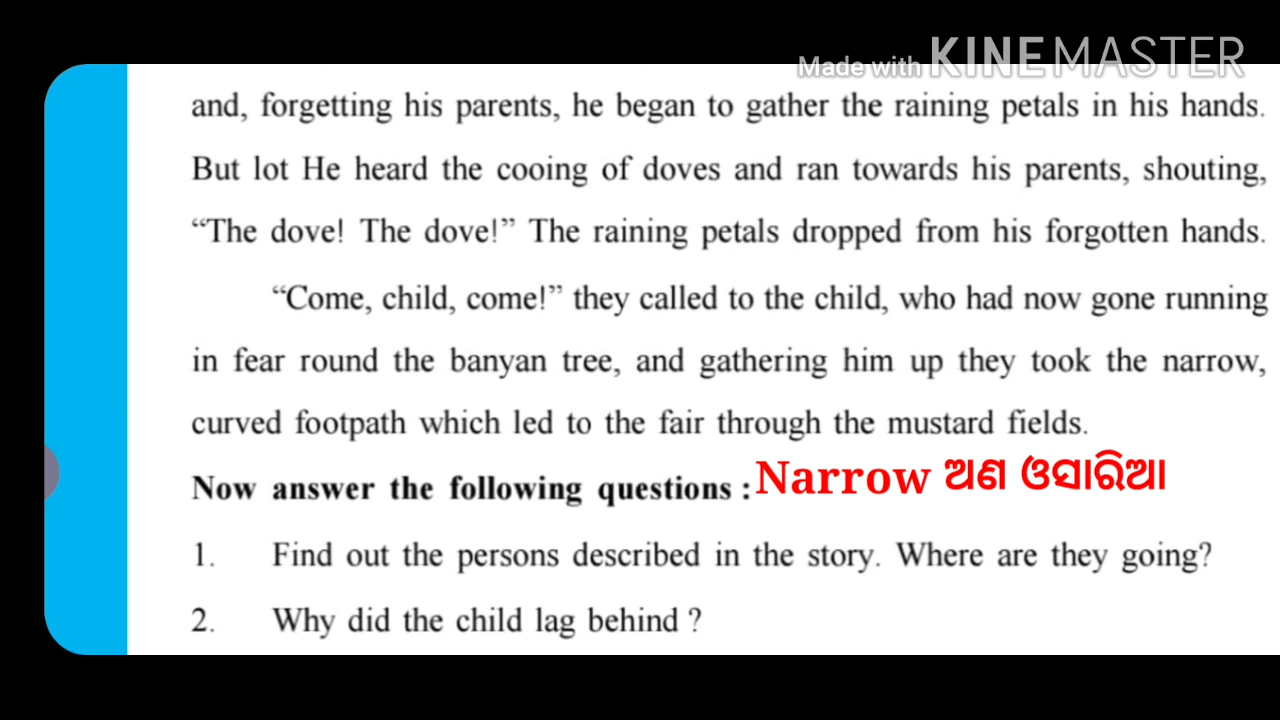 Made with KINEMASTER
and, forgetting his parents, he began to gather the raining petals in his hands.
But lot He heard the cooing of doves and ran towards his parents, shouting,
“The dove! The dove!” The raining petals dropped from his forgotten hands.
“Come, child, come!” they called to the child, who had now gone running
in fear round the banyan tree, and gathering him up they took the narrow,
curved footpath which led to the fair through the mustard fields.
Now answer the following questions : Narrow ଅଣ ଓସାରିଆ
1. Find out the persons described in the story. Where are they going?
2. Why did the child lag behind ?